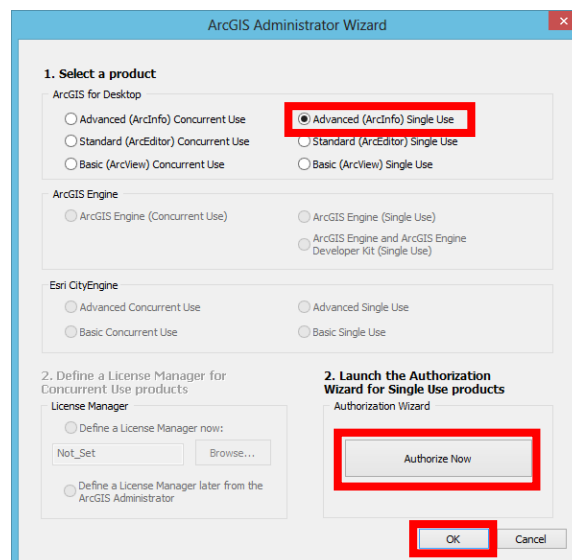 ArcGIS Administrator Wizard
1. Select a product
ArcGIS for Desktop
Advanced (ArcInfo) Concurrent Use
Advanced (ArcInfo) Single Use
Standard (ArcEditor) Concurrent Use
Standard (ArcEditor) Single Use
Basic (ArcView) Concurrent Use
Basic (ArcView) Single Use
ArcGIS Engine
ArcGIS Engine (Concurrent Use)
ArcGIS Engine (Single Use)
ArcGIS Engine and ArcGIS Engine
Developer Kit (Single Use)
Esri CityEngine
Advanced Concurrent Use
Advanced Single Use
Basic Concurrent Use
Basic Single Use
2. Define a License Manager for
Concurrent Use products
License Manager
Define a License Manager now:
Not_Set
Browse...
Define a License Manager later from the
ArcGIS Administrator
2. Launch the Authorization
Wizard for Single Use products
Authorization Wizard
Authorize Now
OK
Cancel